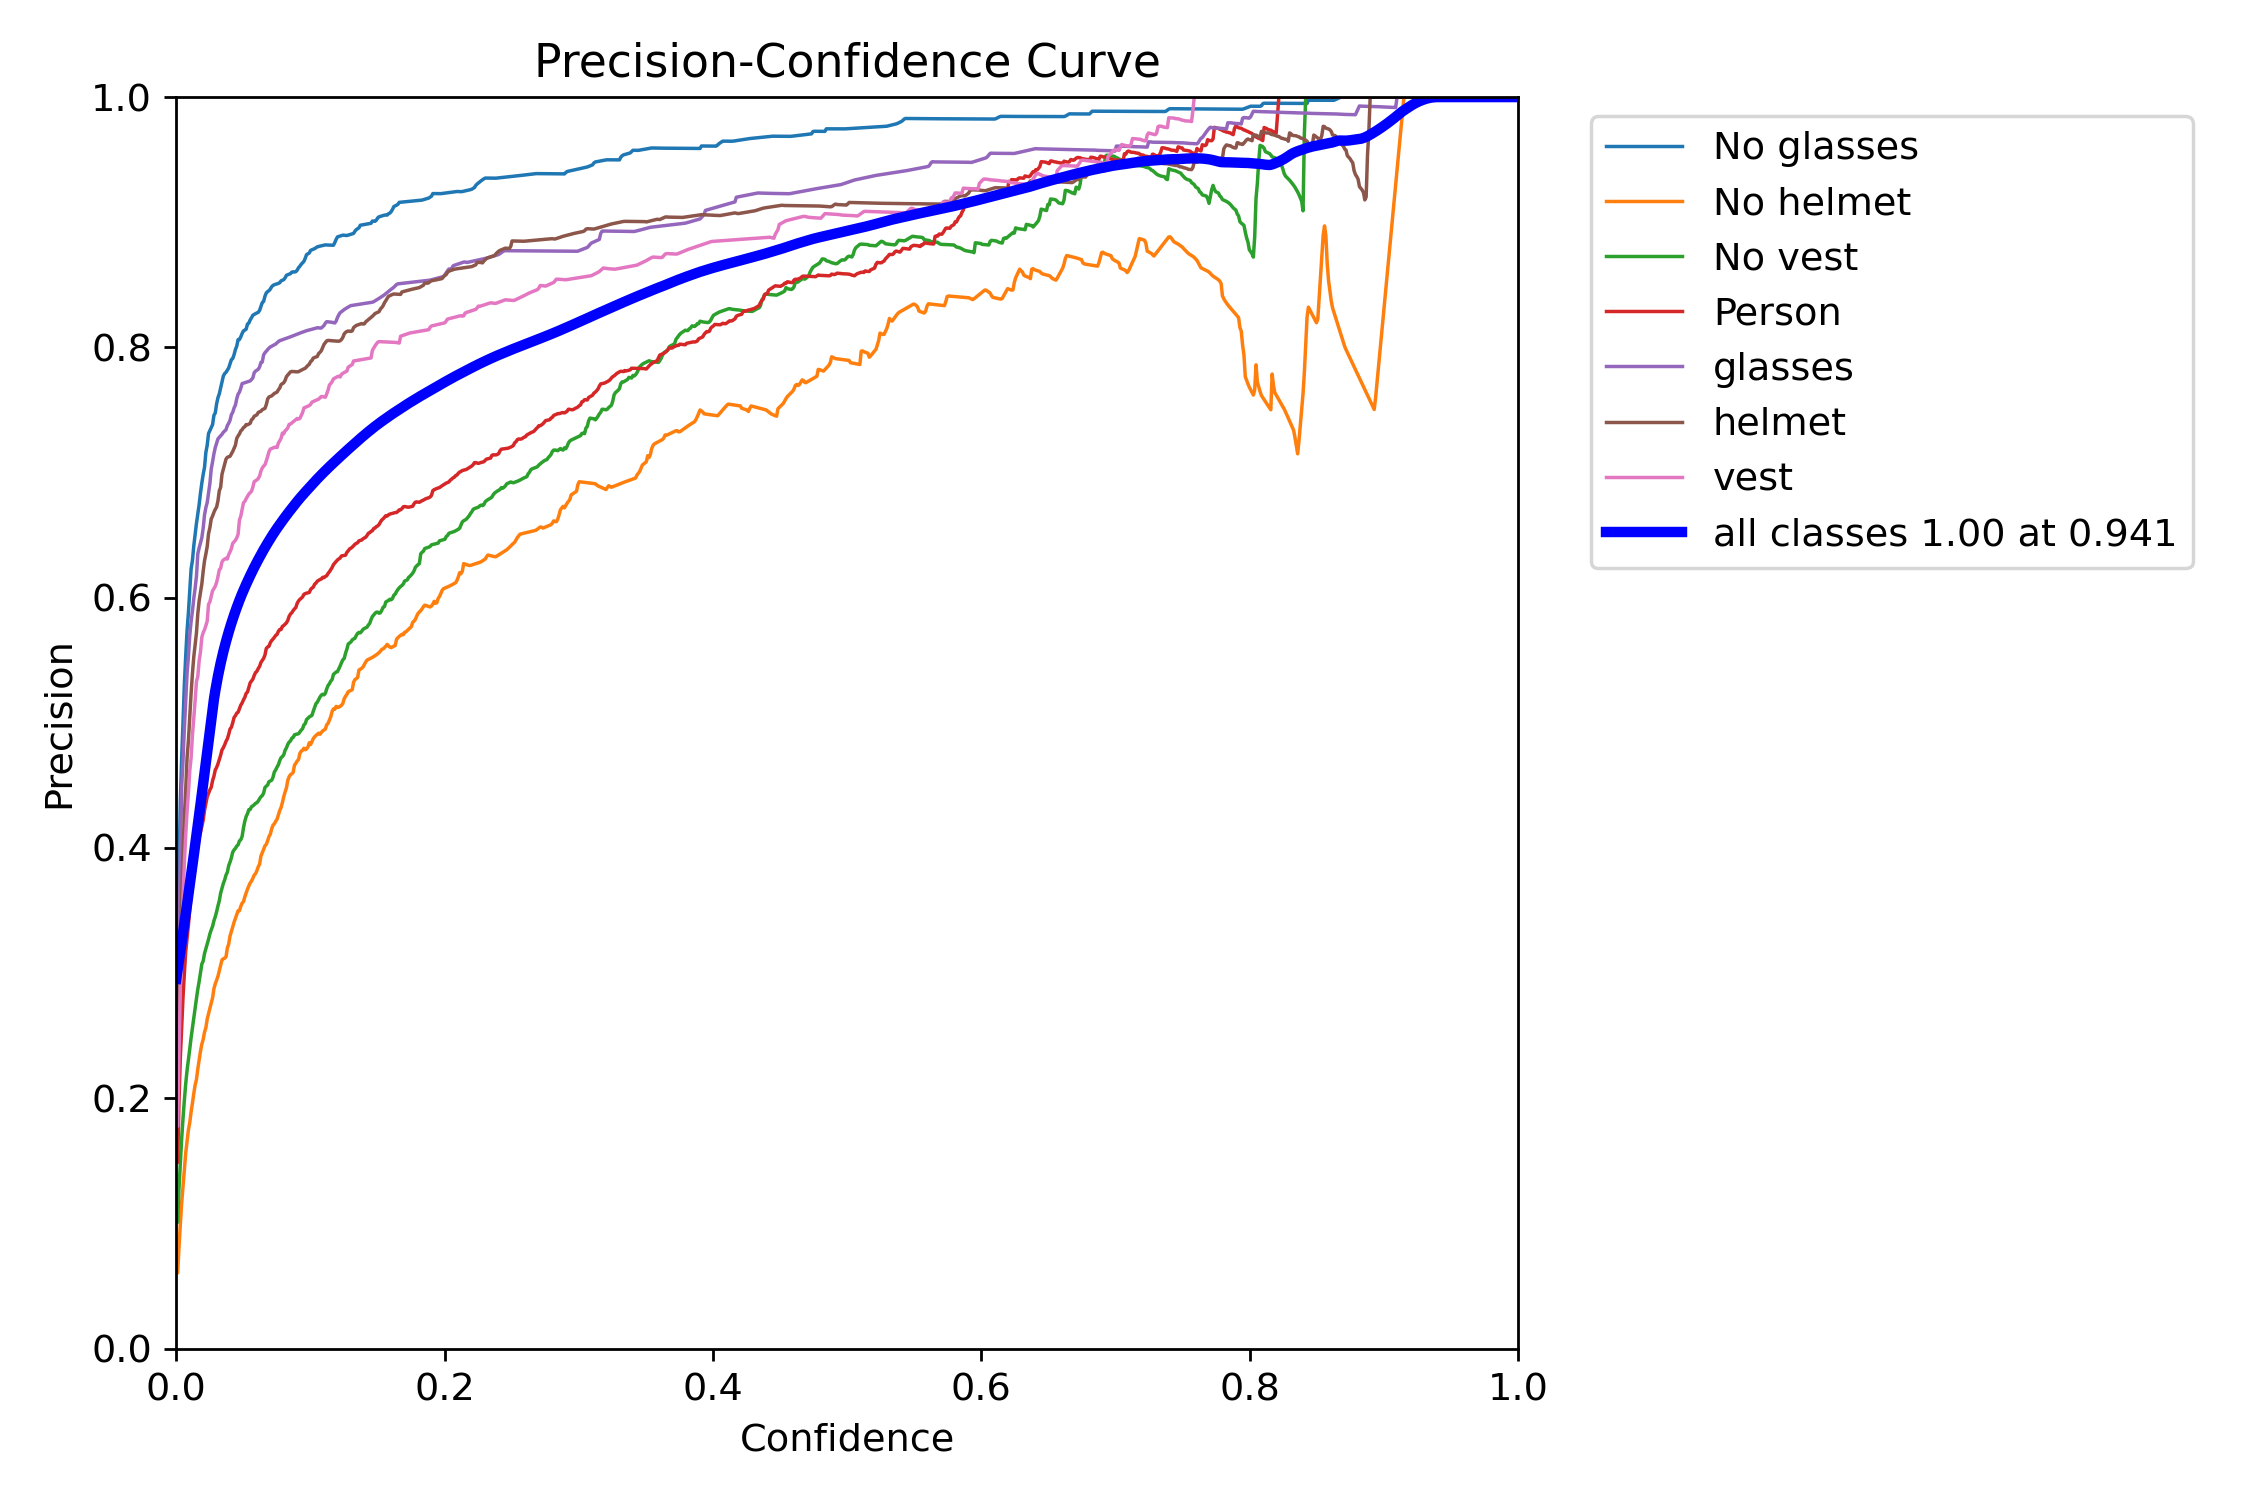 Precision-Confidence Curve
1.0
0.8
0.6
0.4
0.2
0.0
Precision
0.0 0.2 0.4 0.6 0.8 1.0
Confidence
No glasses
No helmet
No vest
Person
glasses
helmet
vest
all classes 1.00 at 0.941